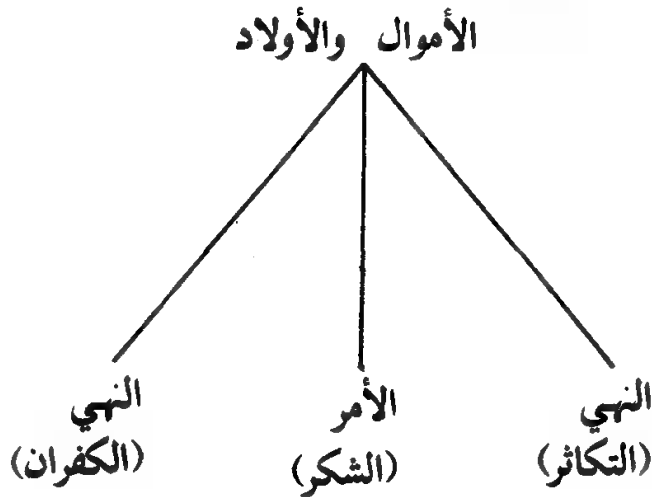 الأموال والأولاد
النهي الأمر النهي
(التكاثر) (الشكر) (الكفران)